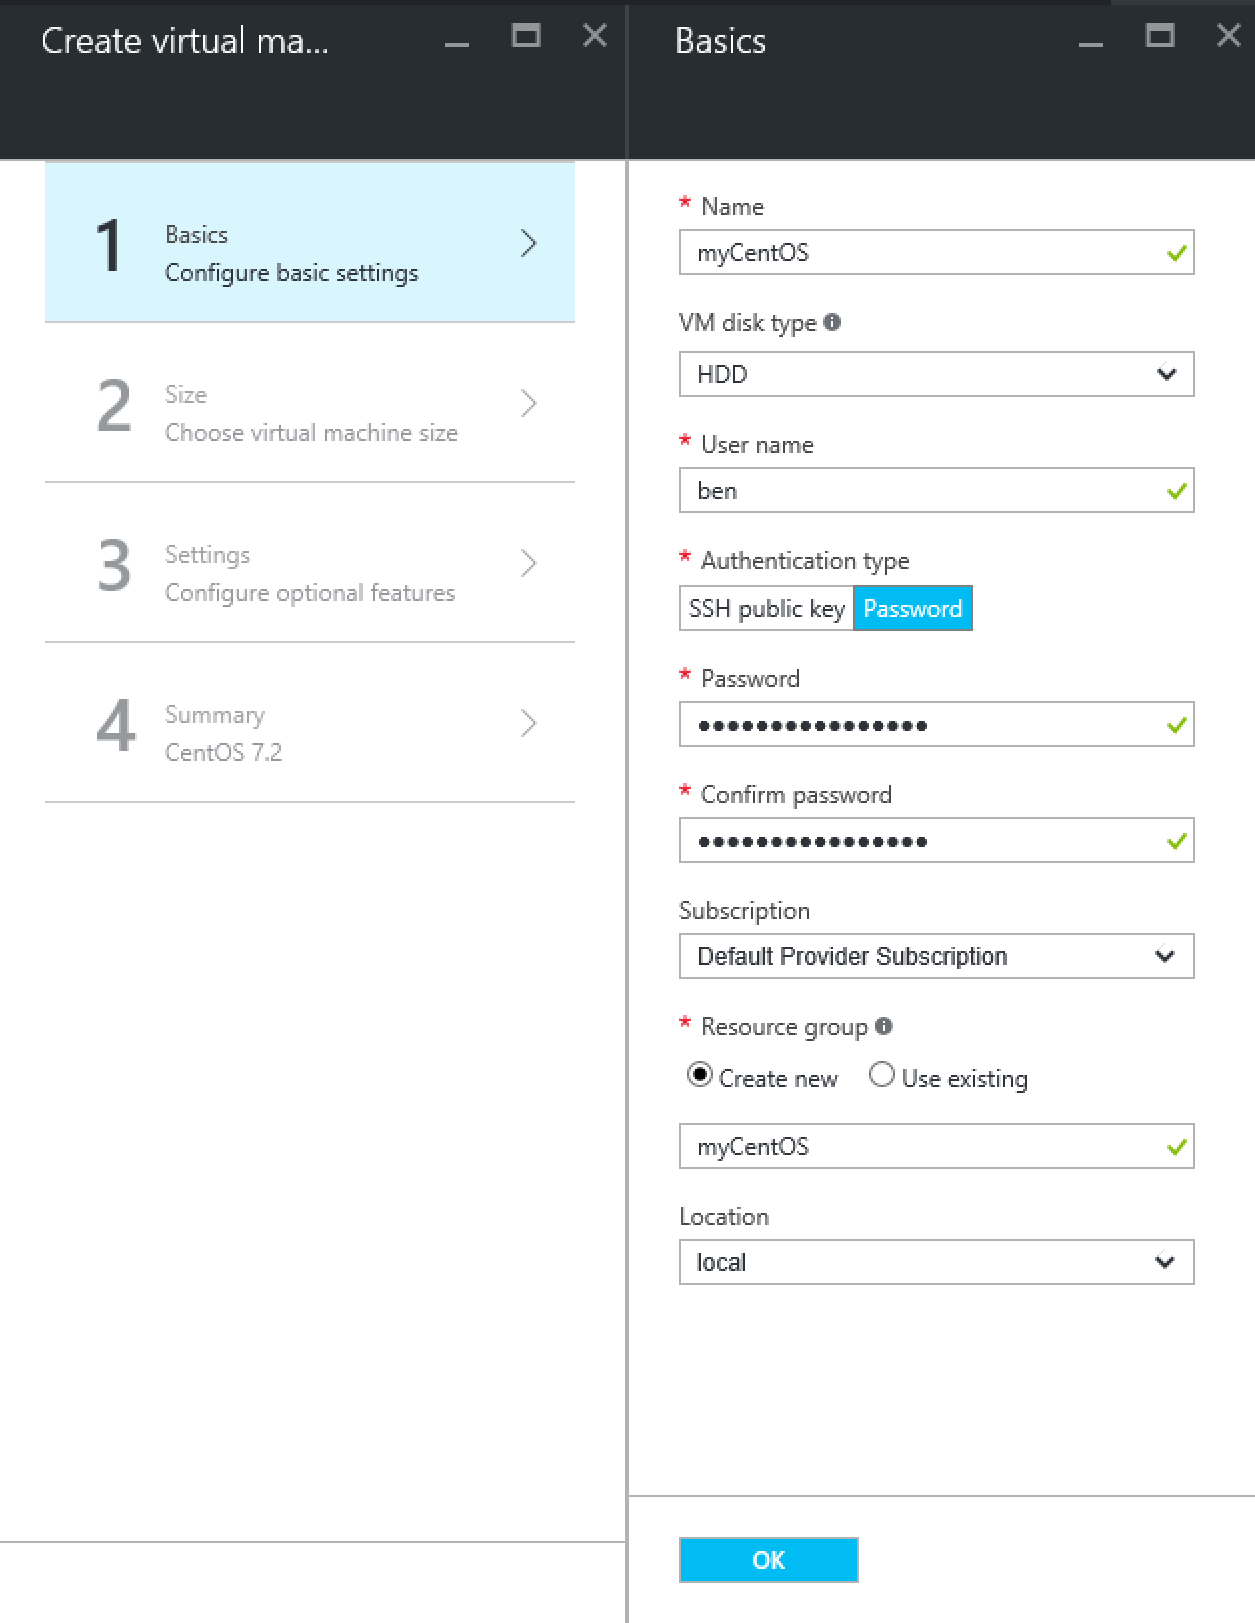 Create virtual ma...
1
Basics
Configure basic settings
2
Size
Choose virtual machine size
3
Settings
Configure optional features
4
Summary
CentOS 7.2
Basics
* Name
myCentOS
VM disk type
HDD
* User name
ben
* Authentication type
SSH public key Password
* Password
••••••••••••••••
* Confirm password
••••••••••••••••
Subscription
Default Provider Subscription
* Resource group
Create new Use existing
myCentOS
Location
local
OK